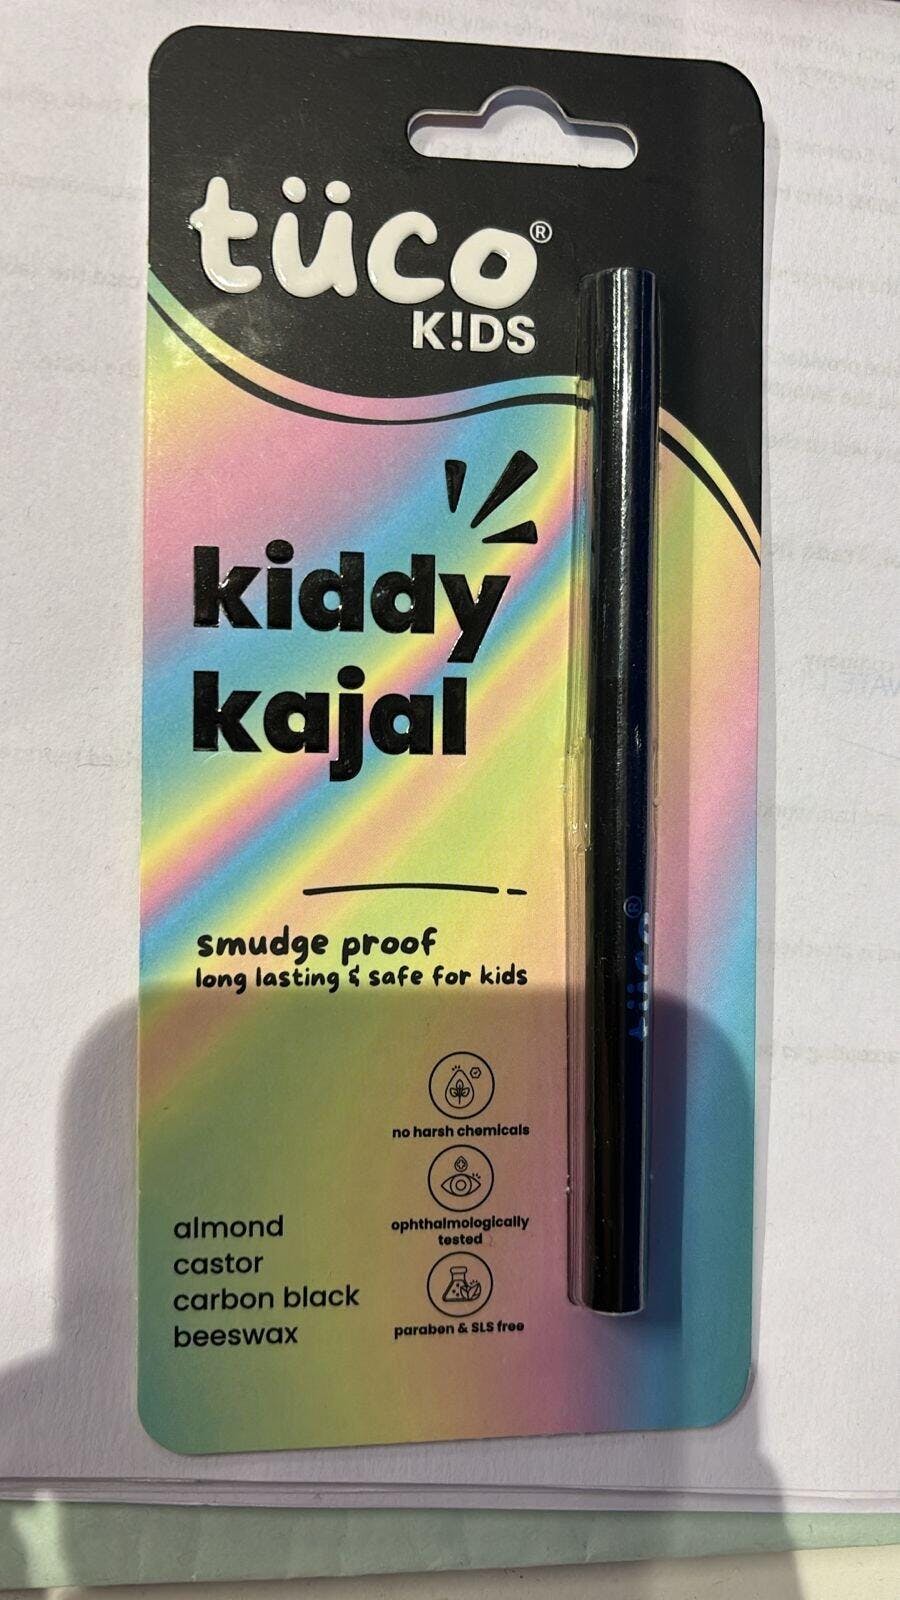 tüco®
K!DS
kiddy
kajal
smudge proof
long lasting & safe for kids
no harsh chemicals
ophthalmologically
tested
paraben & SLS free
almond
castor
carbon black
beeswax
tüco®